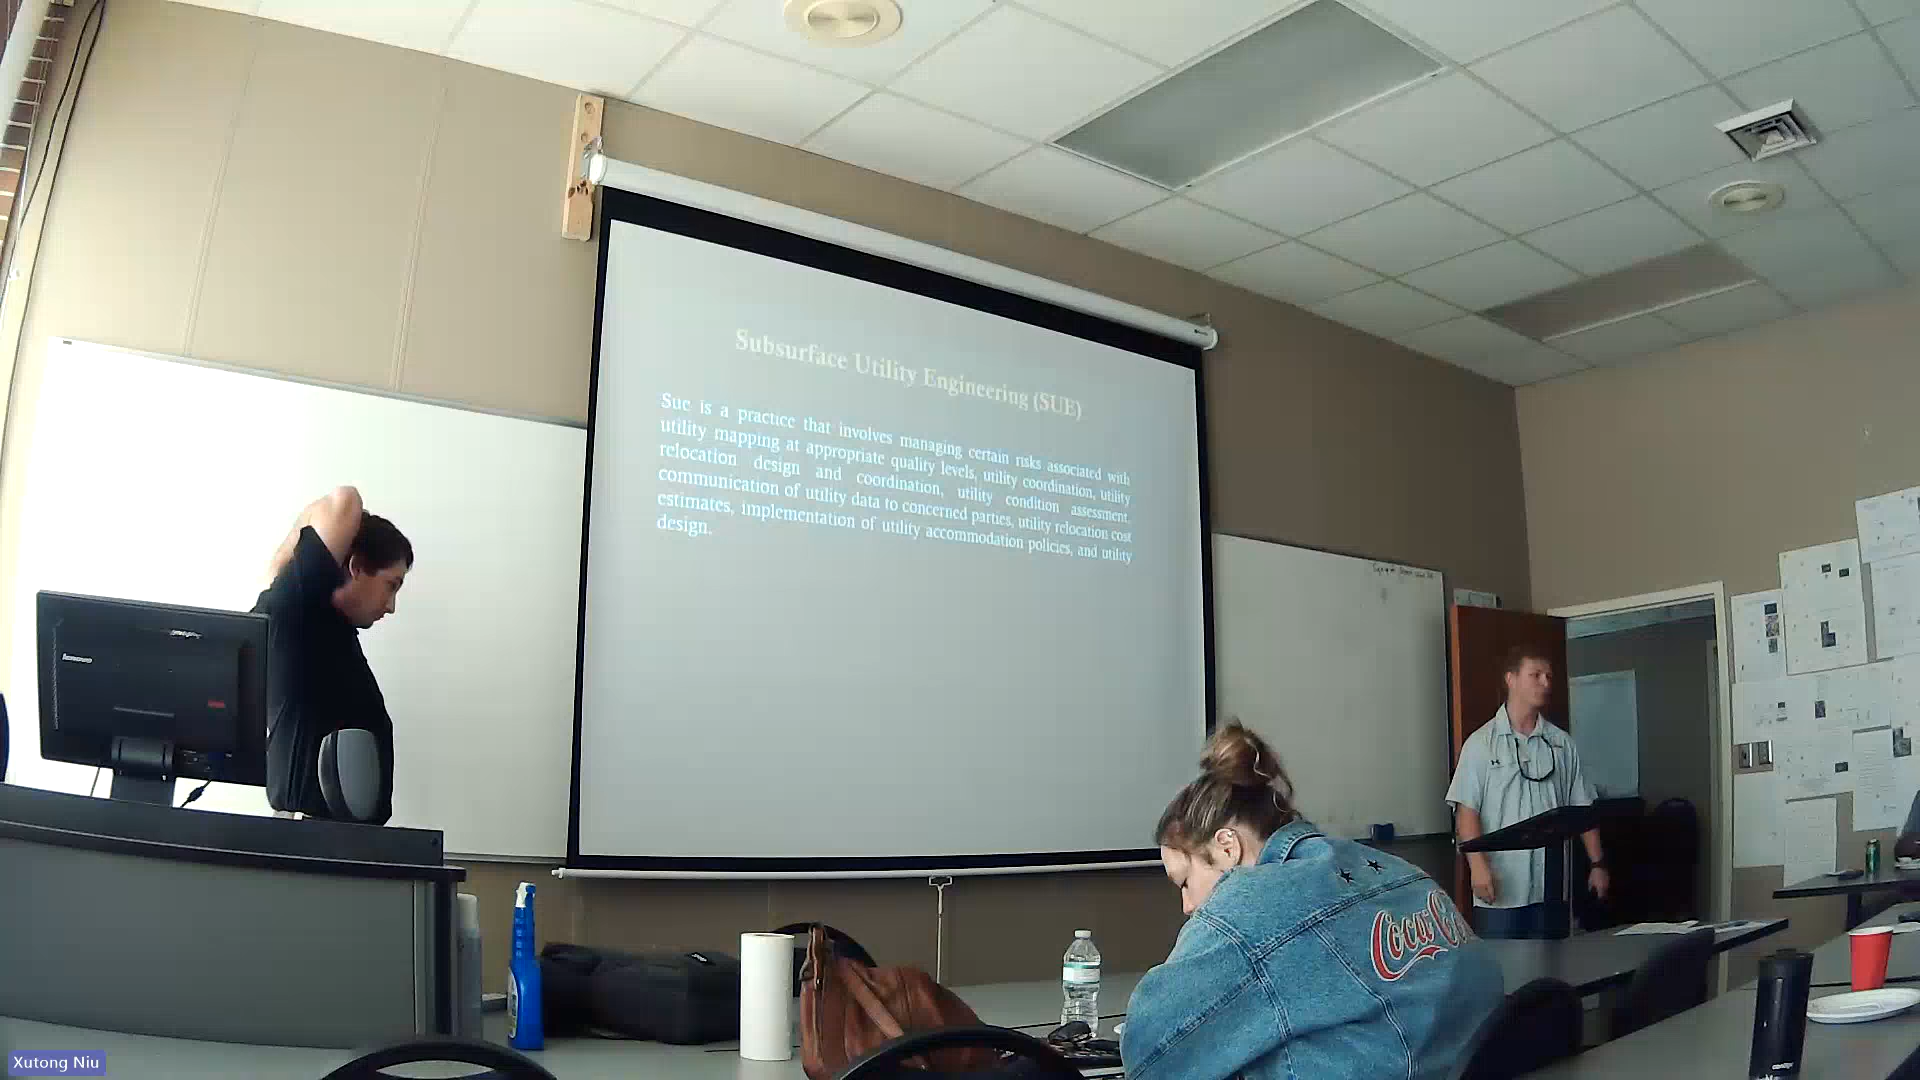 Subsurface Utility Engineering (SUE)
Sue is a practice that involves managing certain risks associated with
utility mapping at appropriate quality levels, utility coordination, utility
relocation design and coordination, utility condition assessment,
communication of utility data to concerned parties, utility relocation cost
estimates, implementation of utility accommodation policies, and utility
design.
lenovo
Coca Co
Xutong Niu